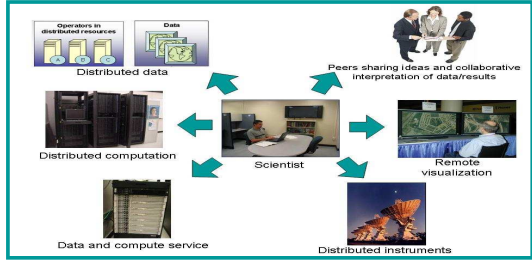 Operators in
distributed resources
Data
A
B
C
Distributed data
Peers sharing ideas and collaborative
interpretation of data/results
Distributed computation
Scientist
Remote
visualization
Data and compute service
Distributed instruments